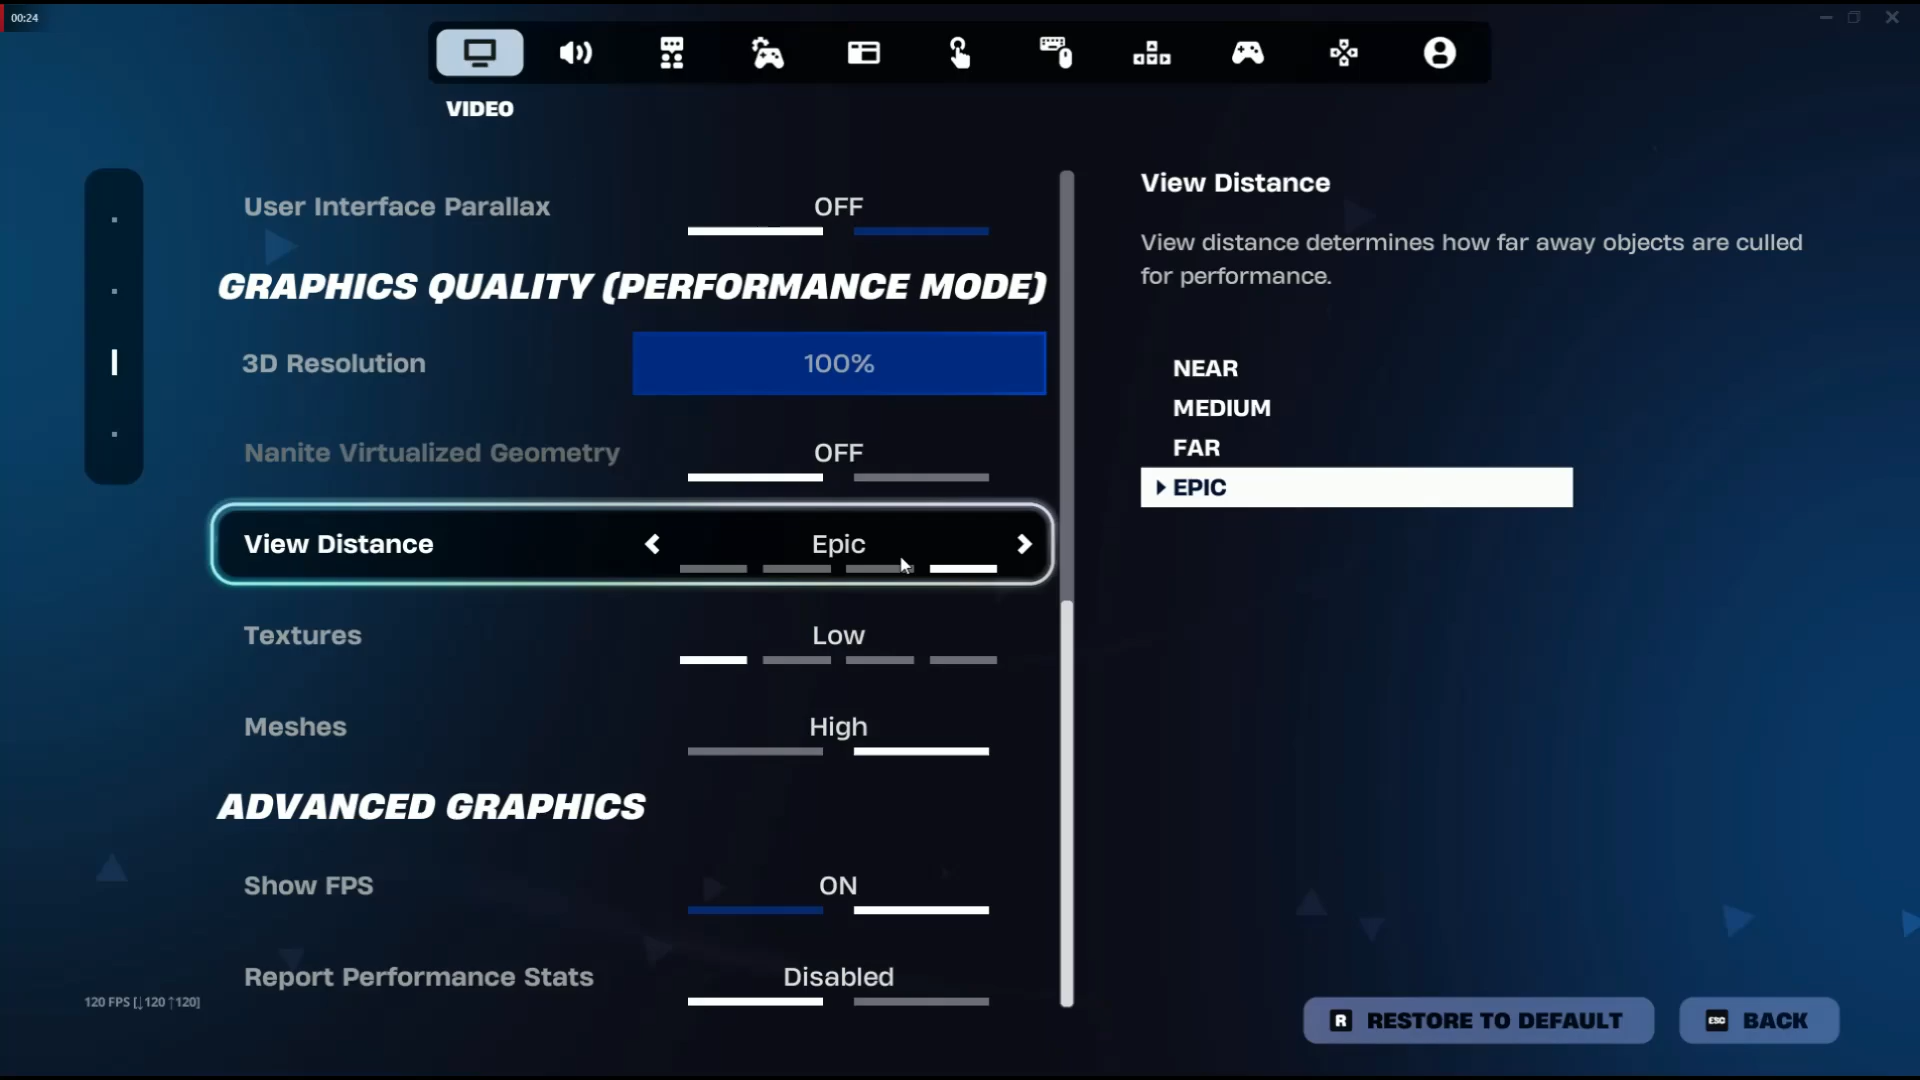 00:24
VIDEO
User Interface Parallax OFF
GRAPHICS QUALITY (PERFORMANCE MODE)
3D Resolution 100%
Nanite Virtualized Geometry OFF
View Distance Epic
Textures Low
Meshes High
ADVANCED GRAPHICS
Show FPS ON
Report Performance Stats Disabled
120 FPS [↓120 ↑120]
View Distance
View distance determines how far away objects are culled
for performance.
NEAR
MEDIUM
FAR
EPIC
R RESTORE TO DEFAULT
ESC BACK